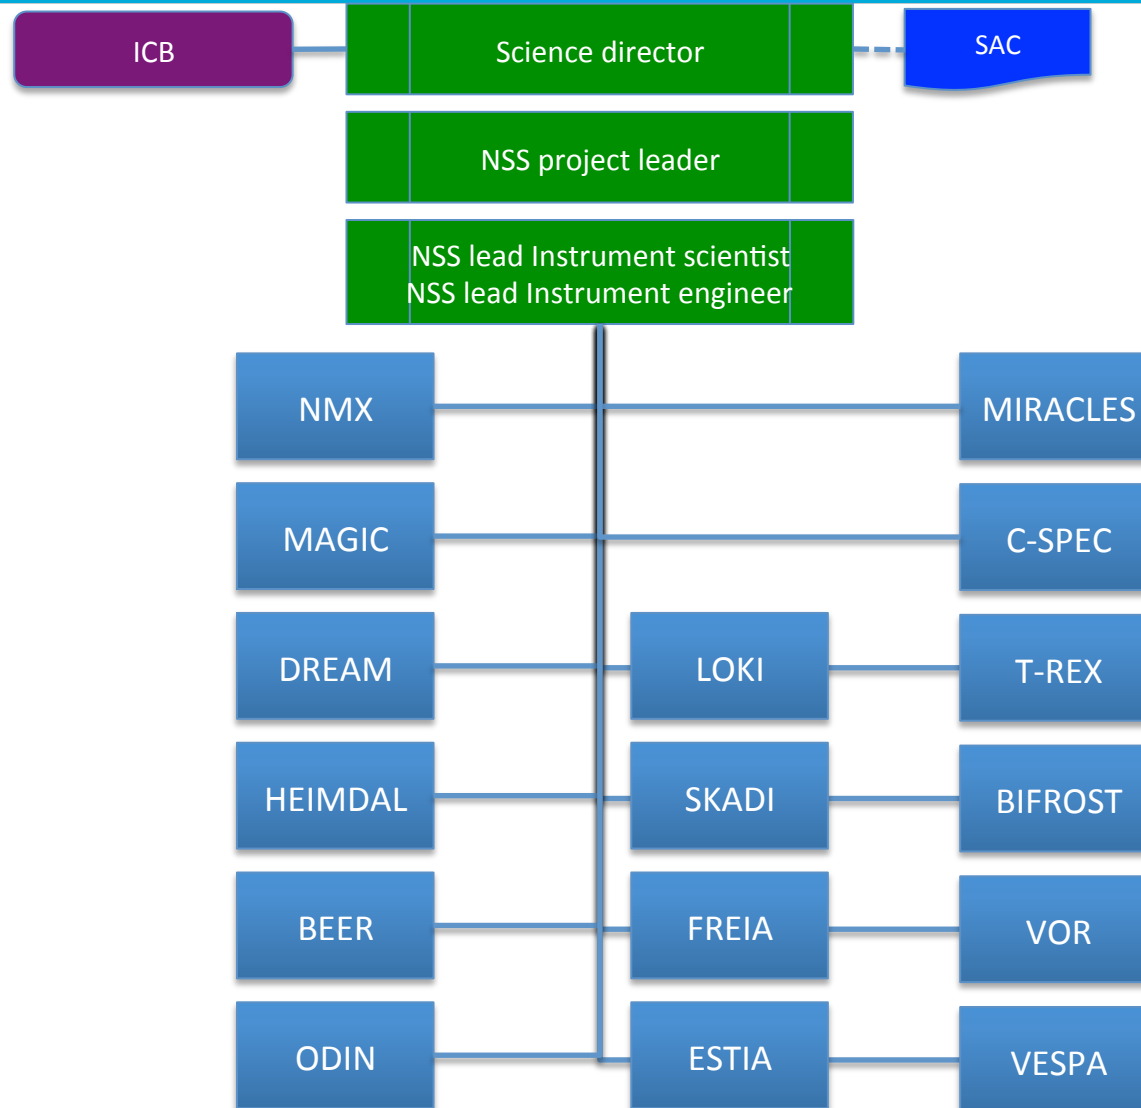 ICB
Science director
SAC
NSS project leader
NSS lead Instrument scientist
NSS lead Instrument engineer
NMX
MIRACLES
MAGIC
C-SPEC
DREAM
LOKI
T-REX
HEIMDAL
SKADI
BIFROST
BEER
FREIA
VOR
ODIN
ESTIA
VESPA